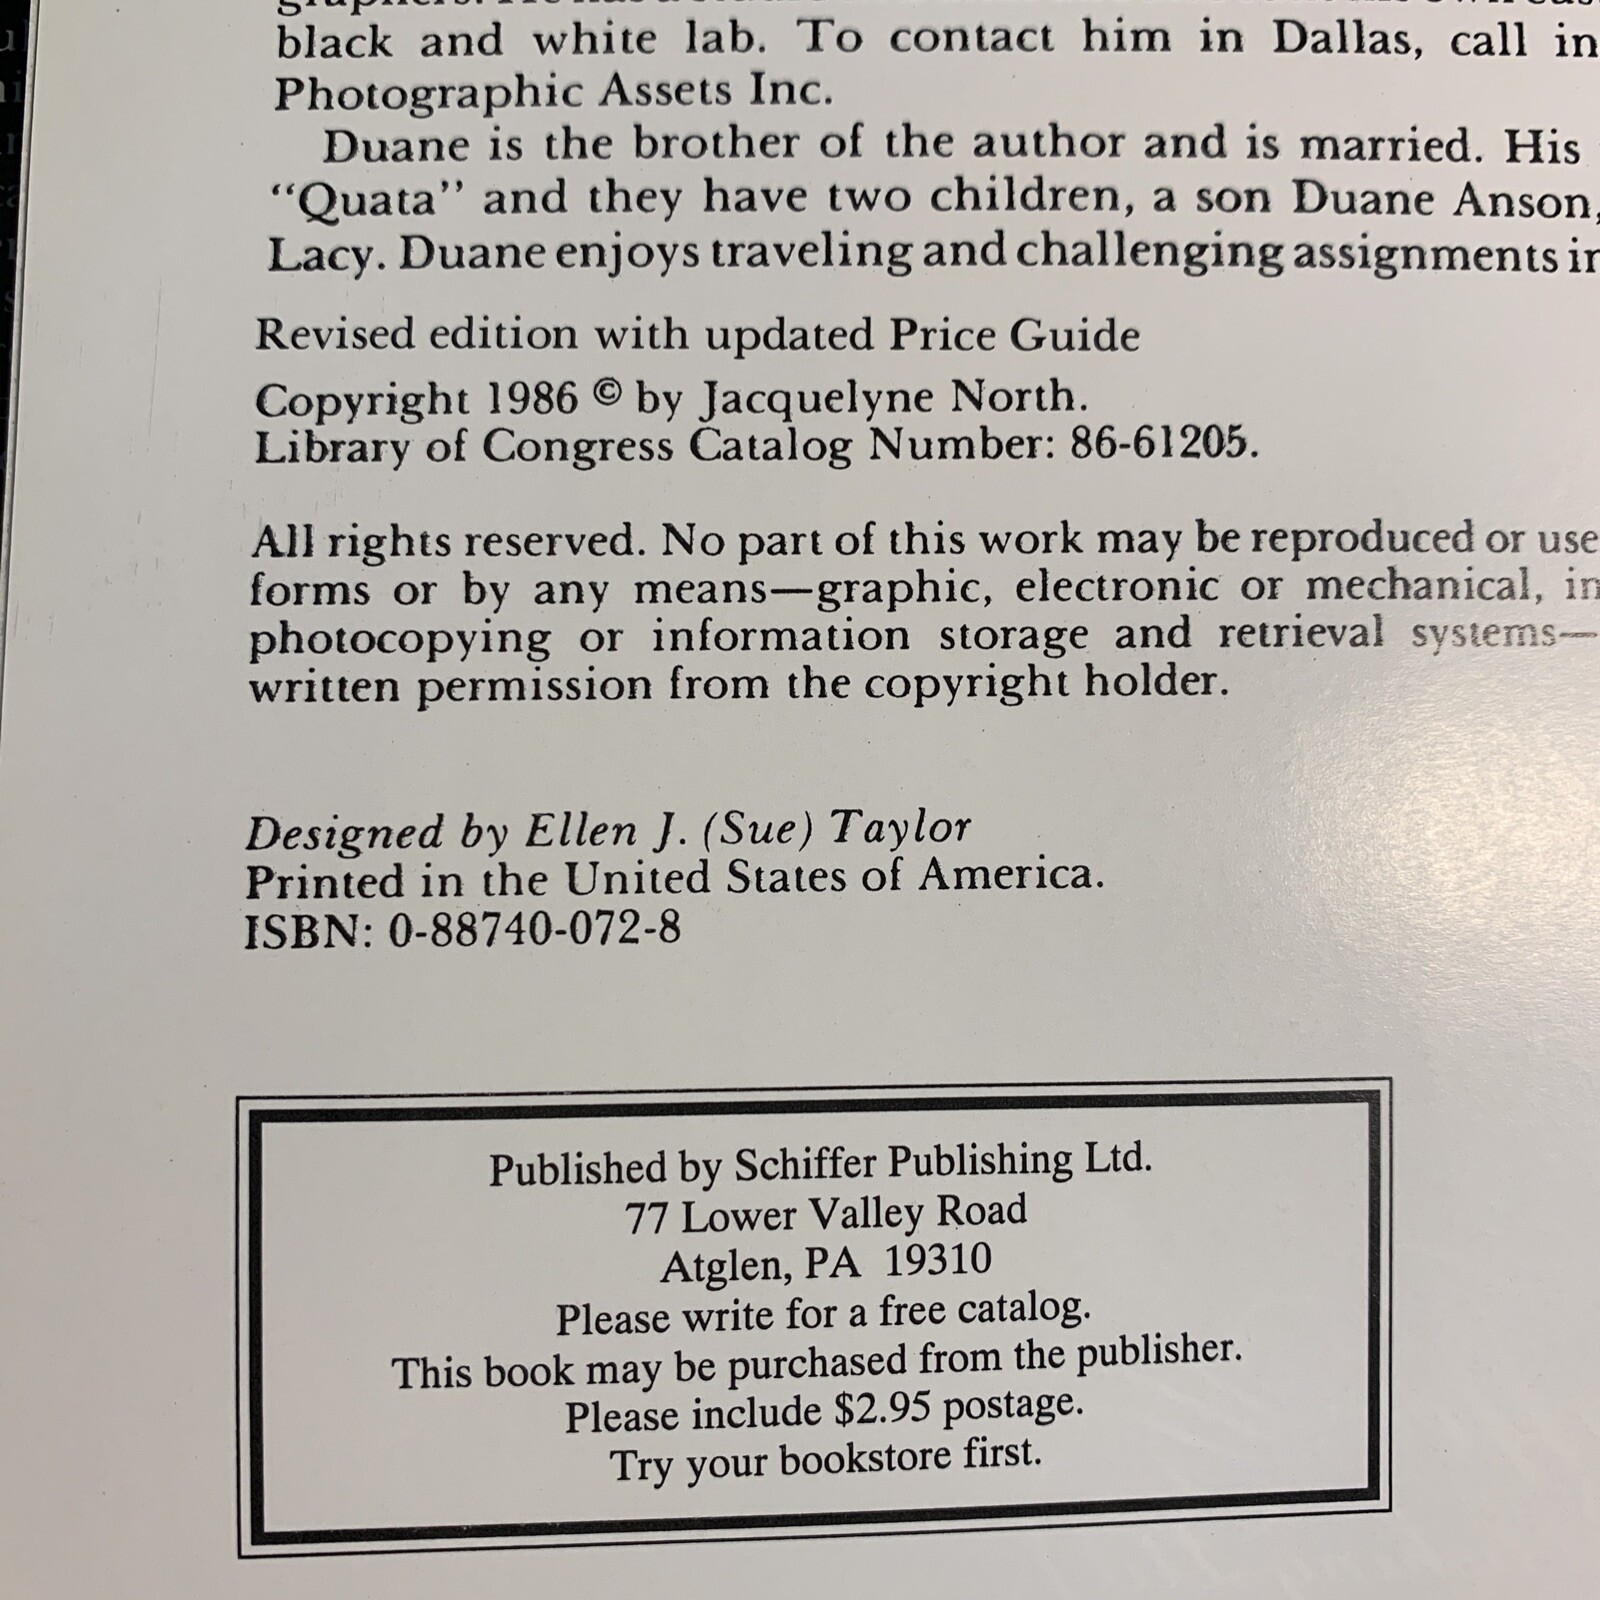 black and white lab. To contact him in Dallas, call in
Photographic Assets Inc.
Duane is the brother of the author and is married. His
“Quata” and they have two children, a son Duane Anson,
Lacy. Duane enjoys traveling and challenging assignments in
Revised edition with updated Price Guide
Copyright 1986 © by Jacquelyne North.
Library of Congress Catalog Number: 86-61205.
All rights reserved. No part of this work may be reproduced or use
forms or by any means—graphic, electronic or mechanical, in
photocopying or information storage and retrieval systems—
written permission from the copyright holder.
Designed by Ellen J. (Sue) Taylor
Printed in the United States of America.
ISBN: 0-88740-072-8
Published by Schiffer Publishing Ltd.
77 Lower Valley Road
Atglen, PA 19310
Please write for a free catalog.
This book may be purchased from the publisher.
Please include $2.95 postage.
Try your bookstore first.